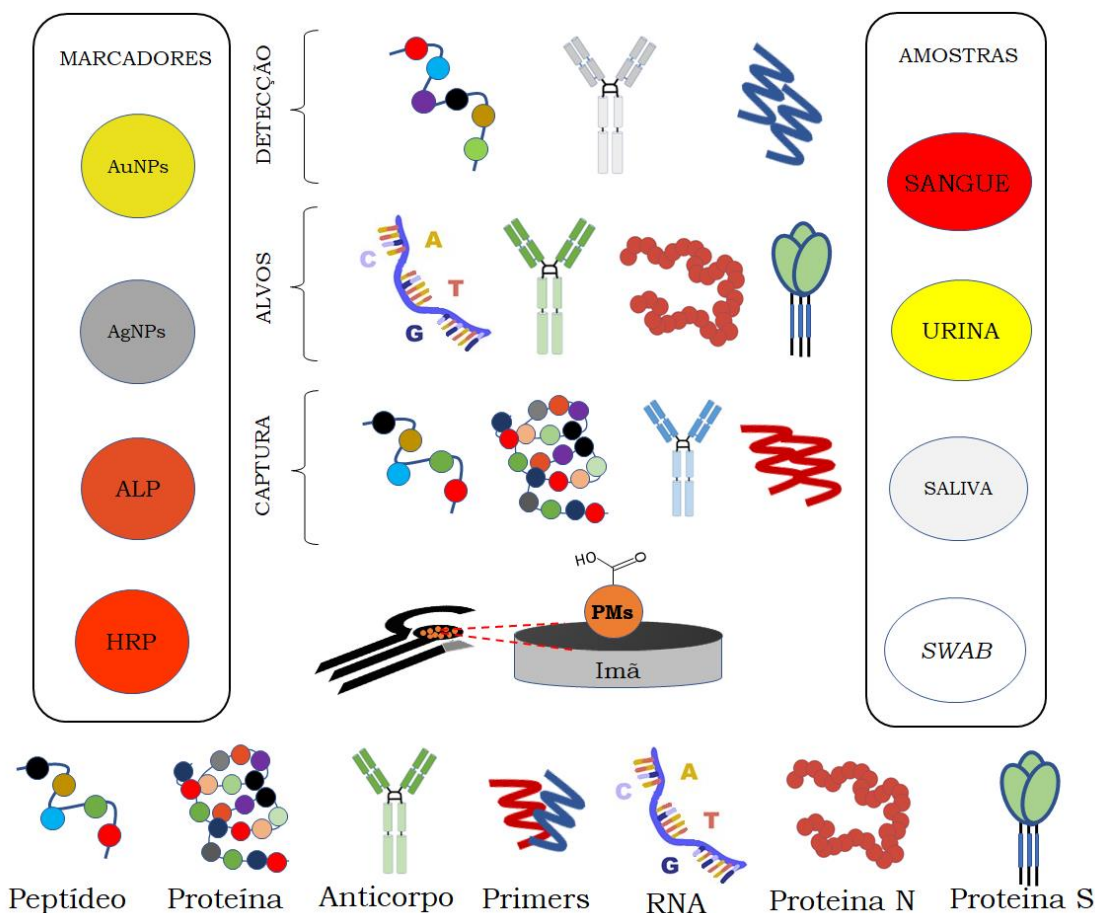 MARCADORES
AuNPs
AgNPs
ALP
HRP
DETECÇÃO
ALVOS
C
A
T
G
CAPTURA
HO
O
PMs
Imã
AMOSTRAS
SANGUE
URINA
SALIVA
SWAB
C
A
T
G
Peptídeo
Proteína
Anticorpo
Primers
RNA
Proteina N
Proteina S